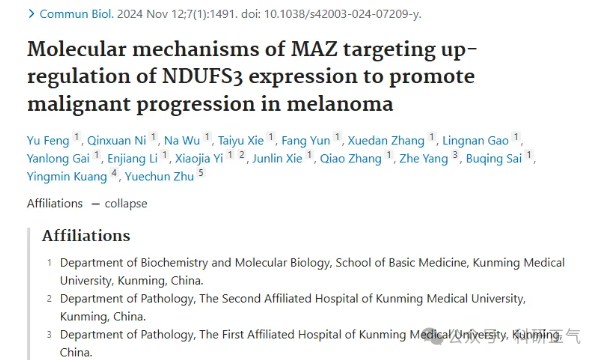 Commun Biol. 2024 Nov 12;7(1):1491. doi: 10.1038/s42003-024-07209-y.
Molecular mechanisms of MAZ targeting up-
regulation of NDUFS3 expression to promote
malignant progression in melanoma
Yu Feng 1, Qinxuan Ni 1, Na Wu 1, Taiyu Xie 1, Fang Yun 1, Xuedan Zhang 1, Lingnan Gao 1,
Yanlong Gai 1, Enjiang Li 1, Xiaojia Yi 1 2, Junlin Xie 1, Qiao Zhang 1, Zhe Yang 3, Buqing Sai 1,
Yingmin Kuang 4, Yuechun Zhu 5
Affiliations — collapse
Affiliations
1 Department of Biochemistry and Molecular Biology, School of Basic Medicine, Kunming Medical
University, Kunming, China.
2 Department of Pathology, The Second Affiliated Hospital of Kunming Medical University,
Kunming, China.
3 Department of Pathology, The First Affiliated Hospital of Kunming Medical University, Kunming,
China.
公众号 · 科研豆气